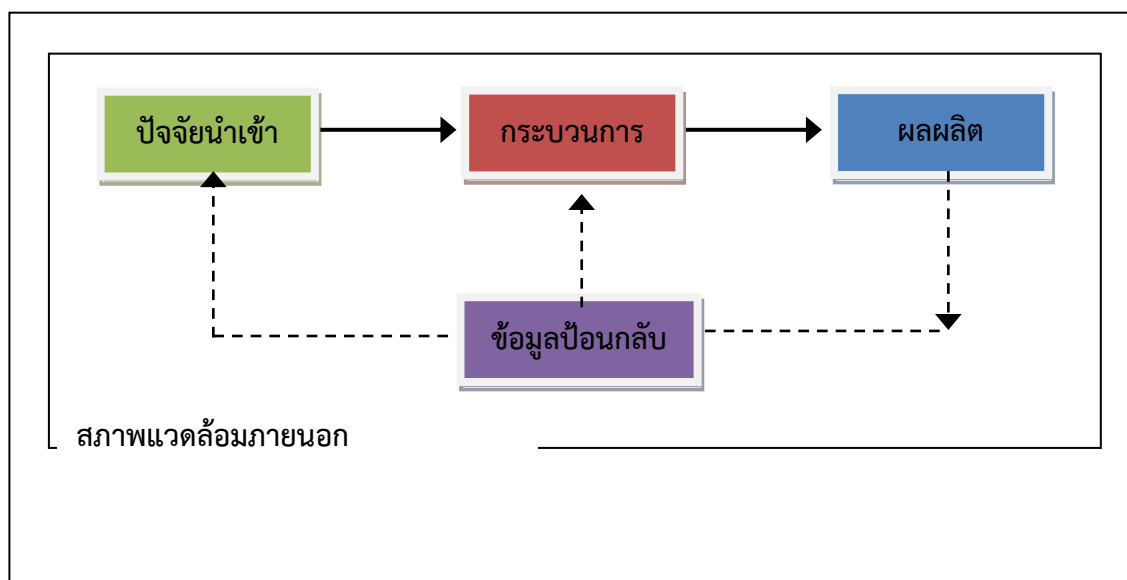 ปัจจัยนำเข้า
กระบวนการ
ผลผลิต
ข้อมูลป้อนกลับ
สภาพแวดล้อมภายนอก